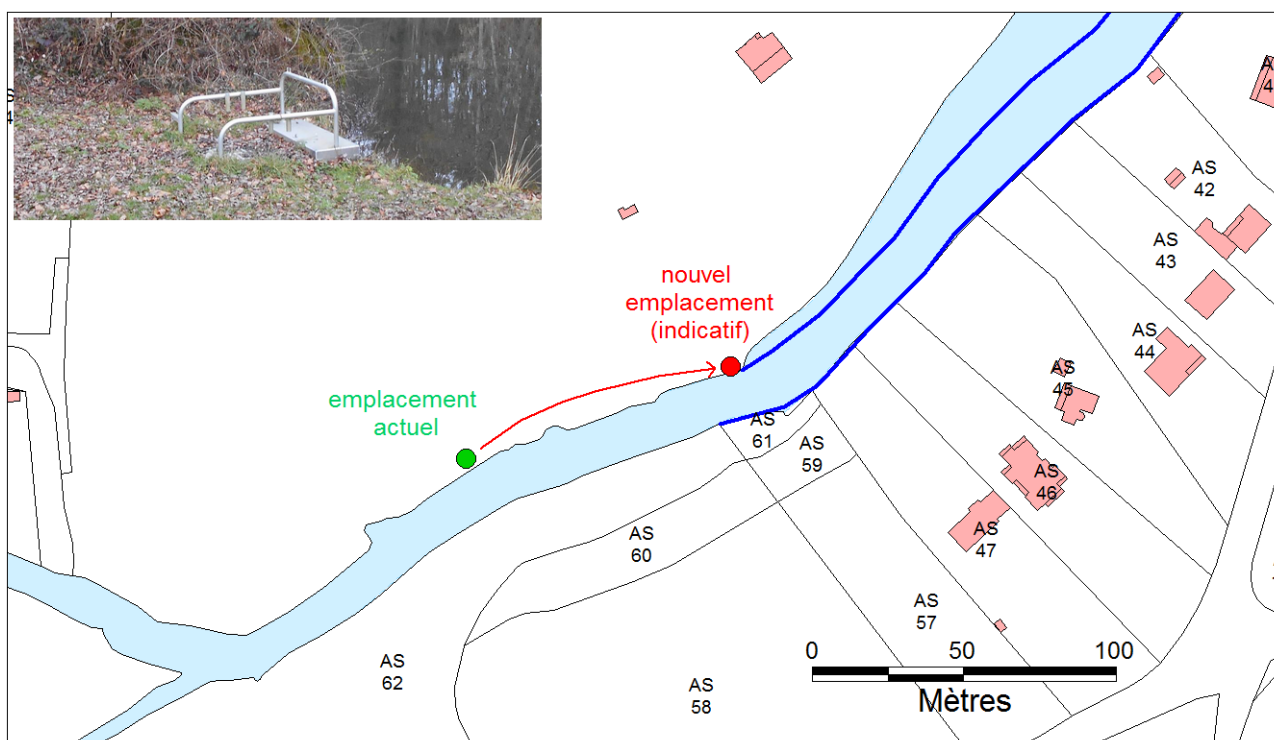 AS
42
AS
43
nouvel
emplacement
(indicatif)
AS
44
AS
45
emplacement
actuel
AS
61
AS
59
AS
46
AS
47
AS
60
AS
57
0 50 100
Mètres
AS
62
AS
58